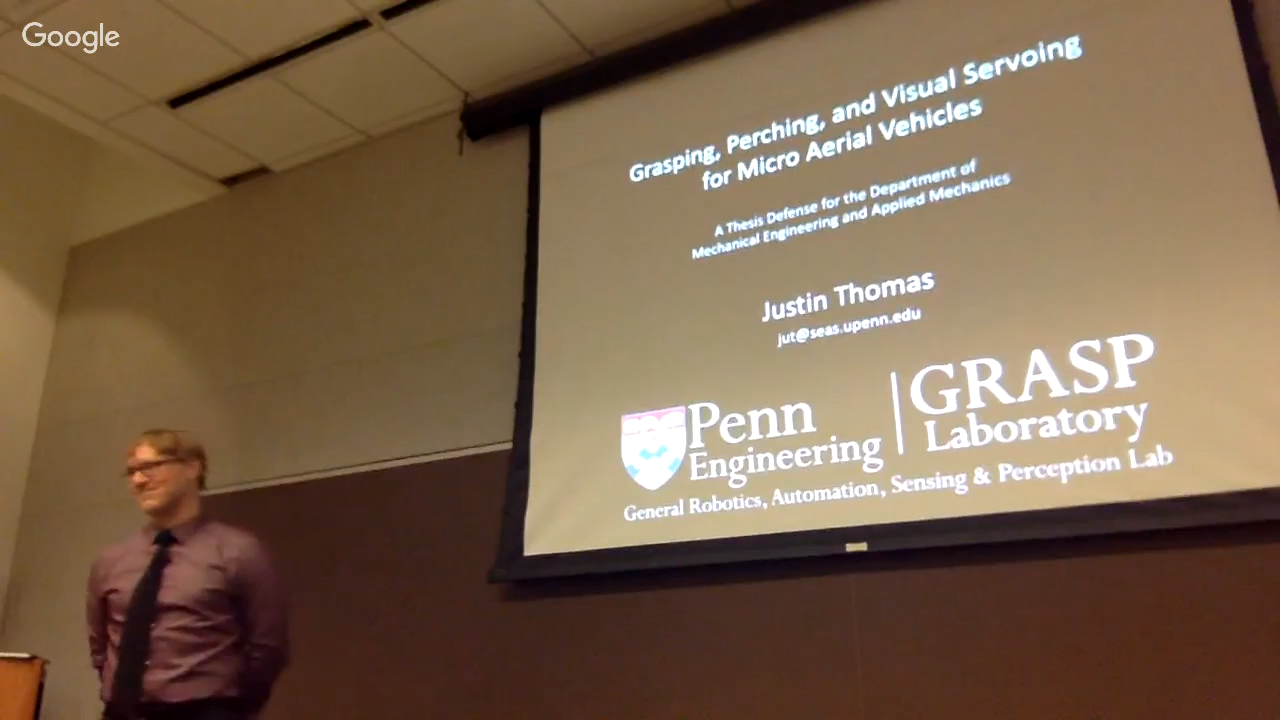 Google
Grasping, Perching, and Visual Servoing
for Micro Aerial Vehicles
A Thesis Defense for the Department of
Mechanical Engineering and Applied Mechanics
Justin Thomas
jut@seas.upenn.edu
Penn
Engineering
GRASP
Laboratory
General Robotics, Automation, Sensing & Perception Lab